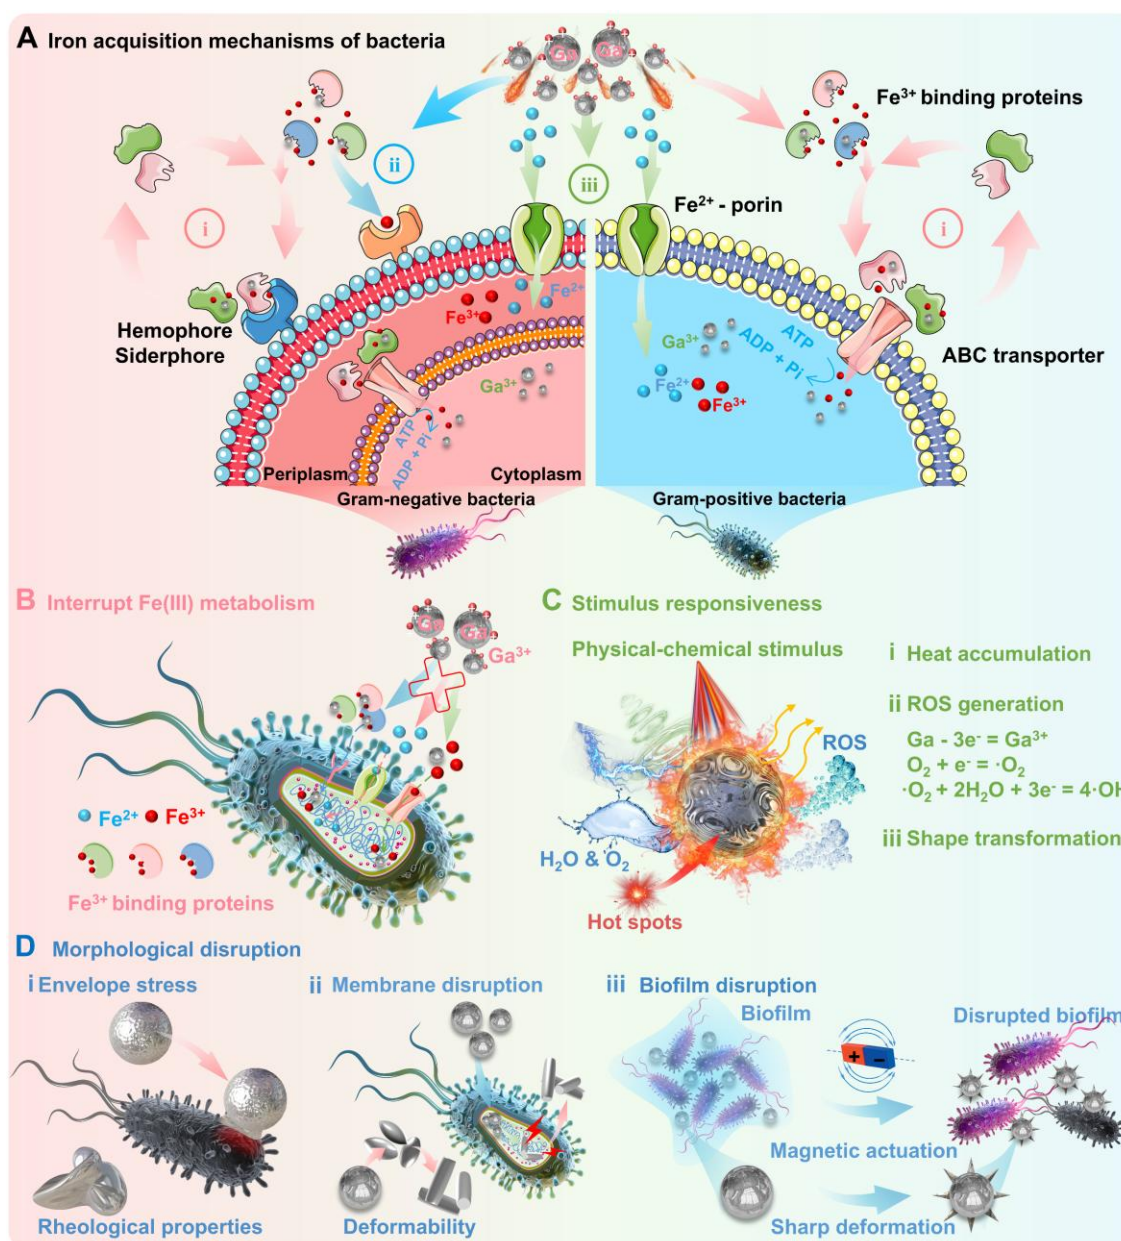 A Iron acquisition mechanisms of bacteria
Ga Ga
Fe³⁺ binding proteins
ii
iii
i
i
Fe²⁺ - porin
Fe²⁺
Fe³⁺
Hemophore
Siderphore
Ga³⁺
ATP
ADP + Pi
Periplasm
Cytoplasm
Ga³⁺
ATP
ADP + Pi
Fe²⁺
Fe³⁺
ABC transporter
Gram-negative bacteria
Gram-positive bacteria
B Interrupt Fe(III) metabolism
Ga Ga
Ga³⁺
Fe²⁺ Fe³⁺
Fe³⁺ binding proteins
C Stimulus responsiveness
Physical-chemical stimulus
ROS
H₂O & O₂
Hot spots
i Heat accumulation
ii ROS generation
Ga - 3e⁻ = Ga³⁺
O₂ + e⁻ = ·O₂
·O₂ + 2H₂O + 3e⁻ = 4·OH
iii Shape transformation
D Morphological disruption
i Envelope stress
Rheological properties
ii Membrane disruption
Deformability
iii Biofilm disruption
Biofilm
Disrupted biofilm
+ −
Magnetic actuation
Sharp deformation